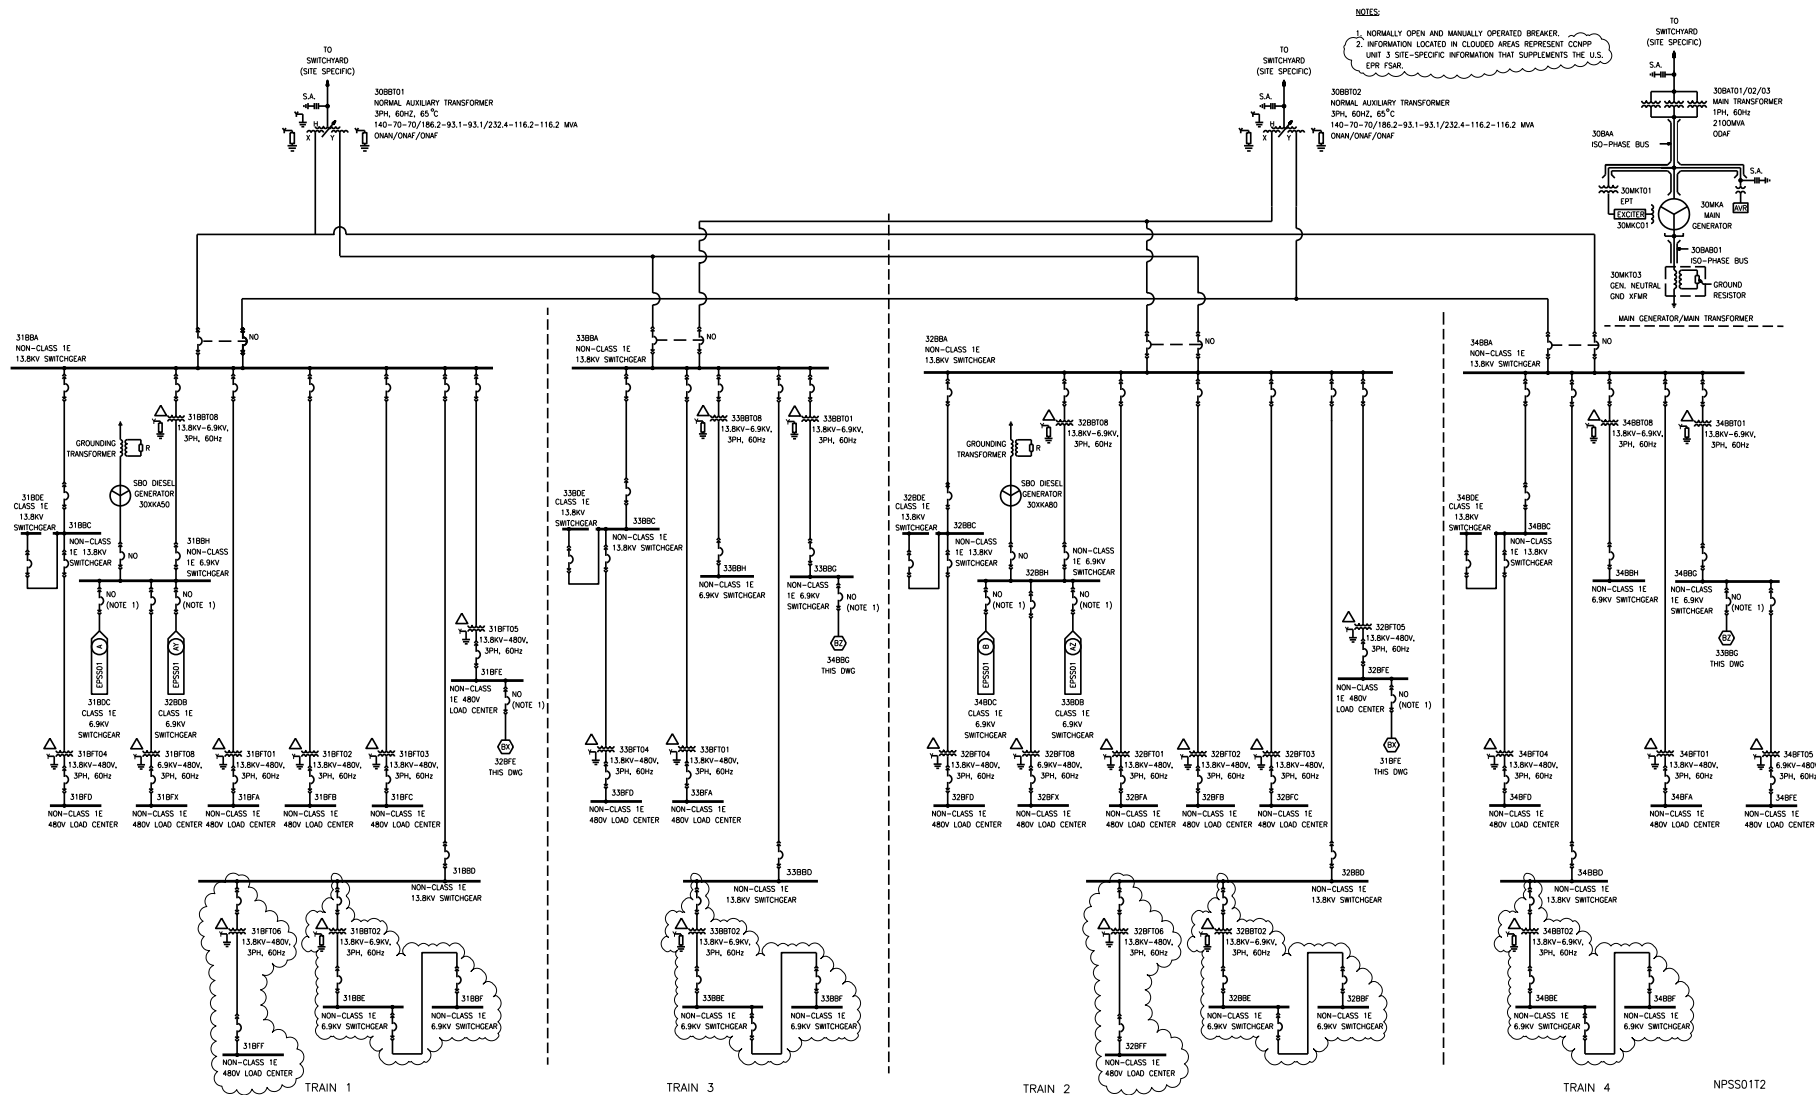 NOTES:
1. NORMALLY OPEN AND MANUALLY OPERATED BREAKER.
2. INFORMATION LOCATED IN CLOUDED AREAS REPRESENT CCNPP
UNIT 3 SITE-SPECIFIC INFORMATION THAT SUPPLEMENTS THE U.S.
EPR FSAR.
TO
SWITCHYARD
(SITE SPECIFIC)
S.A.
H
X
Y
Y
Y
30BBT01
NORMAL AUXILIARY TRANSFORMER
3PH, 60HZ, 65°C
140-70-70/186.2-93.1-93.1/232.4-116.2-116.2 MVA
ONAN/ONAF/ONAF
TO
SWITCHYARD
(SITE SPECIFIC)
S.A.
H
X
Y
Y
Y
30BBT02
NORMAL AUXILIARY TRANSFORMER
3PH, 60HZ, 65°C
140-70-70/186.2-93.1-93.1/232.4-116.2-116.2 MVA
ONAN/ONAF/ONAF
TO
SWITCHYARD
(SITE SPECIFIC)
S.A.
30BAT01/02/03
MAIN TRANSFORMER
1PH, 60Hz
2100MVA
ODAF
30BAA
ISO-PHASE BUS
S.A.
30MKT01
EPT
EXCITER
30MKC01
AVR
30MKA
MAIN
GENERATOR
30BAB01
ISO-PHASE BUS
30MKT03
GEN. NEUTRAL
GND XFMR
GROUND
RESISTOR
MAIN GENERATOR/MAIN TRANSFORMER
31BBA
NON-CLASS 1E
13.8KV SWITCHGEAR
NO
31BBT08
13.8KV-6.9KV,
3PH, 60Hz
GROUNDING
TRANSFORMER
R
SBO DIESEL
GENERATOR
30XKA50
31BDE
CLASS 1E
13.8KV
SWITCHGEAR
31BBC
NON-CLASS
1E 13.8KV
SWITCHGEAR
NO
31BBH
NON-CLASS
1E 6.9KV
SWITCHGEAR
NO
(NOTE 1)
NO
(NOTE 1)
A
EPSS01
AY
EPSS01
31BDC
CLASS 1E
6.9KV
SWITCHGEAR
32BDB
CLASS 1E
6.9KV
SWITCHGEAR
31BFT05
13.8KV-480V,
3PH, 60Hz
31BFE
NON-CLASS
1E 480V
LOAD CENTER
NO
(NOTE 1)
BX
32BFE
THIS DWG
31BFT04
13.8KV-480V,
3PH, 60Hz
31BFT08
6.9KV-480V,
3PH, 60Hz
31BFT01
13.8KV-480V,
3PH, 60Hz
31BFT02
13.8KV-480V,
3PH, 60Hz
31BFT03
13.8KV-480V,
3PH, 60Hz
31BFD
NON-CLASS 1E
480V LOAD CENTER
31BFX
NON-CLASS 1E
480V LOAD CENTER
31BFA
NON-CLASS 1E
480V LOAD CENTER
31BFB
NON-CLASS 1E
480V LOAD CENTER
31BFC
NON-CLASS 1E
480V LOAD CENTER
31BBD
NON-CLASS 1E
13.8KV SWITCHGEAR
31BFT06
13.8KV-480V,
3PH, 60Hz
31BBT02
13.8KV-6.9KV,
3PH, 60Hz
31BBE
NON-CLASS 1E
6.9KV SWITCHGEAR
31BBF
NON-CLASS 1E
6.9KV SWITCHGEAR
31BFF
NON-CLASS 1E
480V LOAD CENTER
TRAIN 1
33BBA
NON-CLASS 1E
13.8KV SWITCHGEAR
NO
33BBT08
13.8KV-6.9KV,
3PH, 60Hz
33BBT01
13.8KV-6.9KV,
3PH, 60Hz
33BDE
CLASS 1E
13.8KV
SWITCHGEAR
33BBC
NON-CLASS 1E
13.8KV SWITCHGEAR
33BBH
NON-CLASS 1E
6.9KV SWITCHGEAR
33BBG
NON-CLASS
1E 6.9KV
SWITCHGEAR
NO
(NOTE 1)
BZ
34BBG
THIS DWG
33BFT04
13.8KV-480V,
3PH, 60Hz
33BFT01
13.8KV-480V,
3PH, 60Hz
33BFD
NON-CLASS 1E
480V LOAD CENTER
33BFA
NON-CLASS 1E
480V LOAD CENTER
33BBD
NON-CLASS 1E
13.8KV SWITCHGEAR
33BBT02
13.8KV-6.9KV,
3PH, 60Hz
33BBE
NON-CLASS 1E
6.9KV SWITCHGEAR
33BBF
NON-CLASS 1E
6.9KV SWITCHGEAR
TRAIN 3
32BBA
NON-CLASS 1E
13.8KV SWITCHGEAR
NO
32BBT08
13.8KV-6.9KV,
3PH, 60Hz
GROUNDING
TRANSFORMER
R
SBO DIESEL
GENERATOR
30XKA80
32BDE
CLASS 1E
13.8KV
SWITCHGEAR
32BBC
NON-CLASS
1E 13.8KV
SWITCHGEAR
NO
NON-CLASS
1E 6.9KV
SWITCHGEAR
32BBH
NO
(NOTE 1)
NO
(NOTE 1)
B
EPSS01
AZ
EPSS01
34BDC
CLASS 1E
6.9KV
SWITCHGEAR
33BDB
CLASS 1E
6.9KV
SWITCHGEAR
32BFT05
13.8KV-480V,
3PH, 60Hz
32BFE
NON-CLASS
1E 480V
LOAD CENTER
NO
(NOTE 1)
BX
31BFE
THIS DWG
32BFT04
13.8KV-480V,
3PH, 60Hz
32BFT08
6.9KV-480V,
3PH, 60Hz
32BFT01
13.8KV-480V,
3PH, 60Hz
32BFT02
13.8KV-480V,
3PH, 60Hz
32BFT03
13.8KV-480V,
3PH, 60Hz
32BFD
NON-CLASS 1E
480V LOAD CENTER
32BFX
NON-CLASS 1E
480V LOAD CENTER
32BFA
NON-CLASS 1E
480V LOAD CENTER
32BFB
NON-CLASS 1E
480V LOAD CENTER
32BFC
NON-CLASS 1E
480V LOAD CENTER
32BBD
NON-CLASS 1E
13.8KV SWITCHGEAR
32BFT06
13.8KV-480V,
3PH, 60Hz
32BBT02
13.8KV-6.9KV,
3PH, 60Hz
32BBE
NON-CLASS 1E
6.9KV SWITCHGEAR
32BBF
NON-CLASS 1E
6.9KV SWITCHGEAR
32BFF
NON-CLASS 1E
480V LOAD CENTER
TRAIN 2
34BBA
NON-CLASS 1E
13.8KV SWITCHGEAR
NO
34BBT08
13.8KV-6.9KV,
3PH, 60Hz
34BBT01
13.8KV-6.9KV,
3PH, 60Hz
34BDE
CLASS 1E
13.8KV
SWITCHGEAR
34BBC
NON-CLASS
1E 13.8KV
SWITCHGEAR
34BBH
NON-CLASS 1E
6.9KV SWITCHGEAR
34BBG
NON-CLASS
1E 6.9KV
SWITCHGEAR
NO
(NOTE 1)
BZ
33BBG
THIS DWG
34BFT04
13.8KV-480V,
3PH, 60Hz
34BFT01
13.8KV-480V,
3PH, 60Hz
34BFT05
6.9KV-480V
3PH, 60Hz
34BFD
NON-CLASS 1E
480V LOAD CENTER
34BFA
NON-CLASS 1E
480V LOAD CENTER
34BFE
NON-CLASS 1E
480V LOAD CENTER
34BBD
NON-CLASS 1E
13.8KV SWITCHGEAR
34BBT02
13.8KV-6.9KV,
3PH, 60Hz
34BBE
NON-CLASS 1E
6.9KV SWITCHGEAR
34BBF
NON-CLASS 1E
6.9KV SWITCHGEAR
TRAIN 4
NPSS01T2